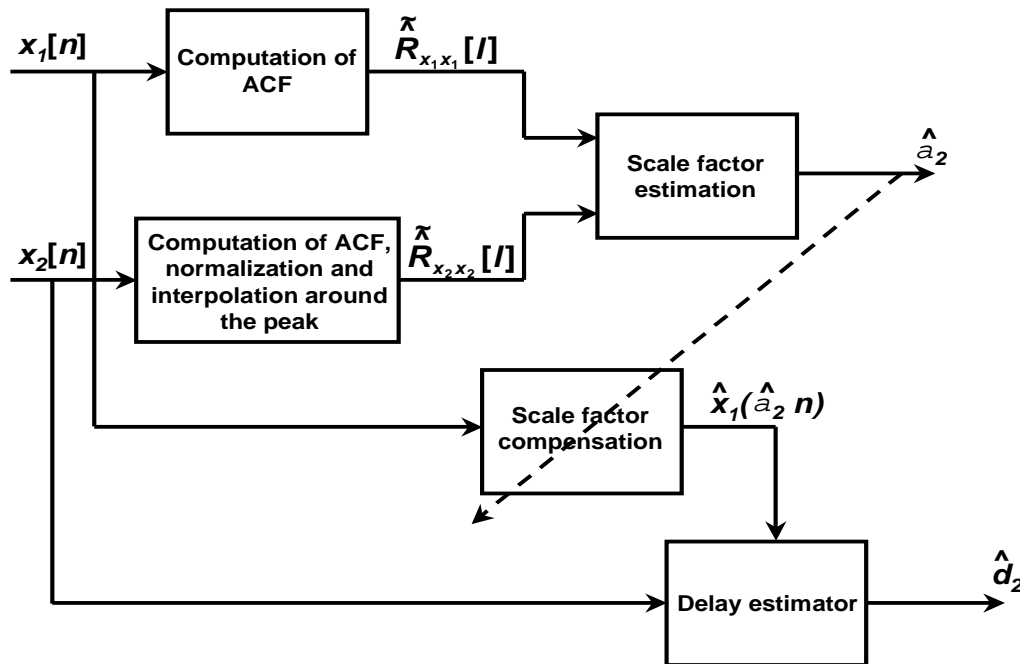 x₁[n]
Computation of
ACF
R̃̂x₁x₁[l]
Scale factor
estimation
â₂
x₂[n]
Computation of ACF,
normalization and
interpolation around
the peak
R̃̂x₂x₂[l]
Scale factor
compensation
x̂₁(â₂ n)
Delay estimator
d̂₂